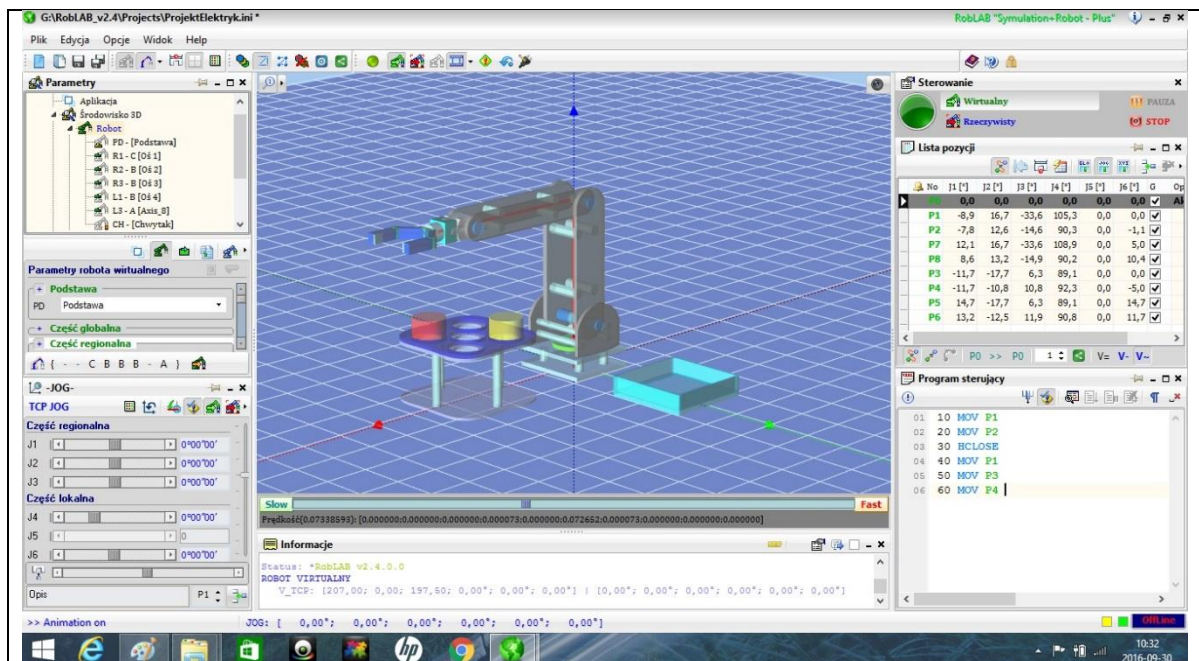 G:\RobLAB_v2.4\Projects\ProjektElektryk.ini *
RobLAB "Symulation+Robot - Plus"
Plik Edycja Opcje Widok Help
Parametry
Aplikacja
Środowisko 3D
Robot
PD - [Podstawa]
R1 - C [Oś 1]
R2 - B [Oś 2]
R3 - B [Oś 3]
L1 - B [Oś 4]
L3 - A [Axis_8]
CH - [Chwytak]
Parametry robota wirtualnego
Podstawa
PD Podstawa
Część globalna
Część regionalna
{ - - C B B B - A }
-JOG-
TCP JOG
Część regionalna
J1 0°00'00'
J2 0°00'00'
J3 0°00'00'
Część lokalna
J4 0°00'00'
J5 0
J6 0°00'00'
Opis P1
Slow Fast
Prędkość(0.07338593): [0.000000:0.000000:0.000000:0.000073:0.000000:0.072652:0.000073:0.000000:0.000000:0.000000]
Informacje
Status: *RobLAB v2.4.0.0
ROBOT VIRTUALNY
V_TCP: [207,00; 0,00; 197,50; 0,00°; 0,00°; 0,00°] | [0,00°; 0,00°; 0,00°; 0,00°; 0,00°; 0,00°]
Sterowanie
Wirtualny PAUZA
Rzeczywisty STOP
Lista pozycji
No J1 [°] J2 [°] J3 [°] J4 [°] J5 [°] J6 [°] G Op
P0 0,0 0,0 0,0 0,0 0,0 0,0 Ak
P1 -8,9 16,7 -33,6 105,3 0,0 0,0
P2 -7,8 12,6 -14,6 90,3 0,0 -1,1
P7 12,1 16,7 -33,6 108,9 0,0 5,0
P8 8,6 13,2 -14,9 90,2 0,0 10,4
P3 -11,7 -17,7 6,3 89,1 0,0 0,0
P4 -11,7 -10,8 10,8 92,3 0,0 -5,0
P5 14,7 -17,7 6,3 89,1 0,0 14,7
P6 13,2 -12,5 11,9 90,8 0,0 11,7
P0 >> P0 1 V= V- V~
Program sterujący
01 10 MOV P1
02 20 MOV P2
03 30 HCLOSE
04 40 MOV P1
05 50 MOV P3
06 60 MOV P4
>> Animation on
JOG: [ 0,00°; 0,00°; 0,00°; 0,00°; 0,00°; 0,00°]
OffLine
hp
10:32
2016-09-30